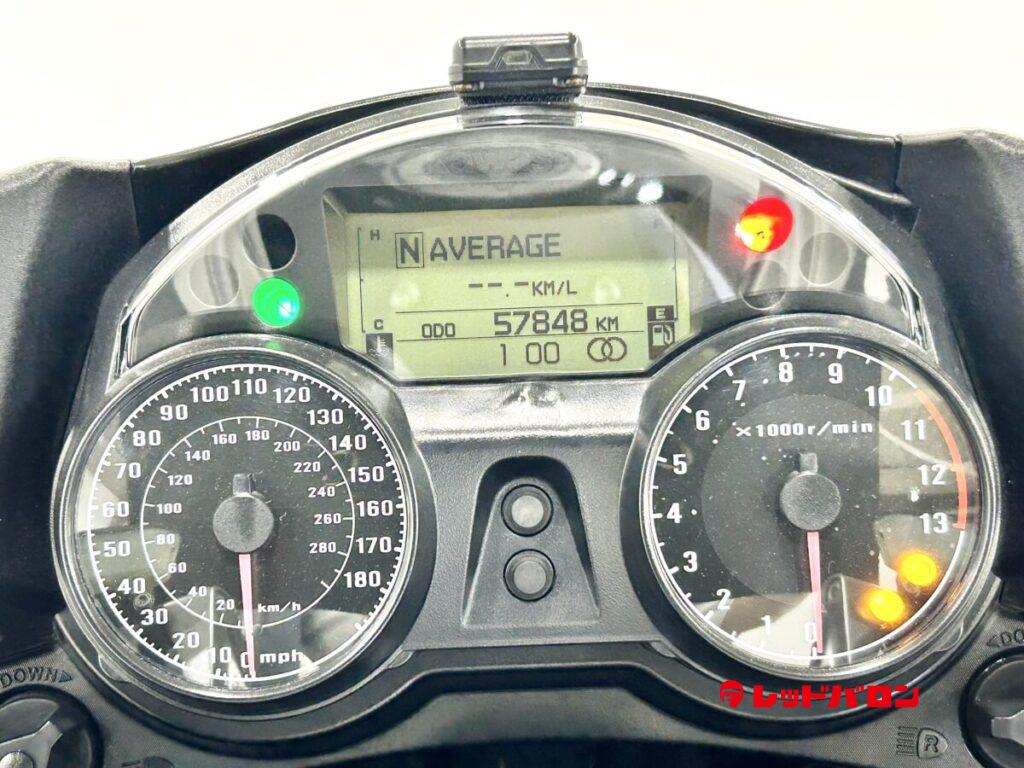 H
F
N AVERAGE
--.- KM/L
C
ODO 57848 KM
E
1 00
0 10 20 30 40 50 60 70 80 90 100 110 120 130 140 150 160 170 180
mph
20 40 60 80 100 120 140 160 180 200 220 240 260 280
km/h
0 1 2 3 4 5 6 7 8 9 10 11 12 13
×1000r/min
DOWN
DO
R
レッドバロン